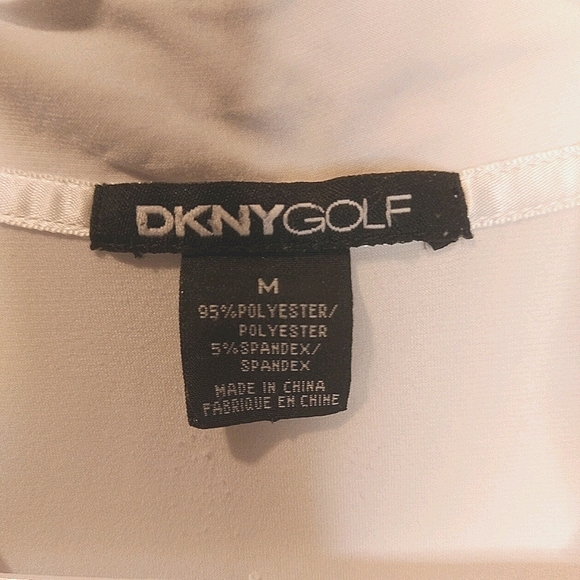 DKNYGOLF
M
95%POLYESTER/
POLYESTER
5%SPANDEX/
SPANDEX
MADE IN CHINA
FABRIQUE EN CHINE